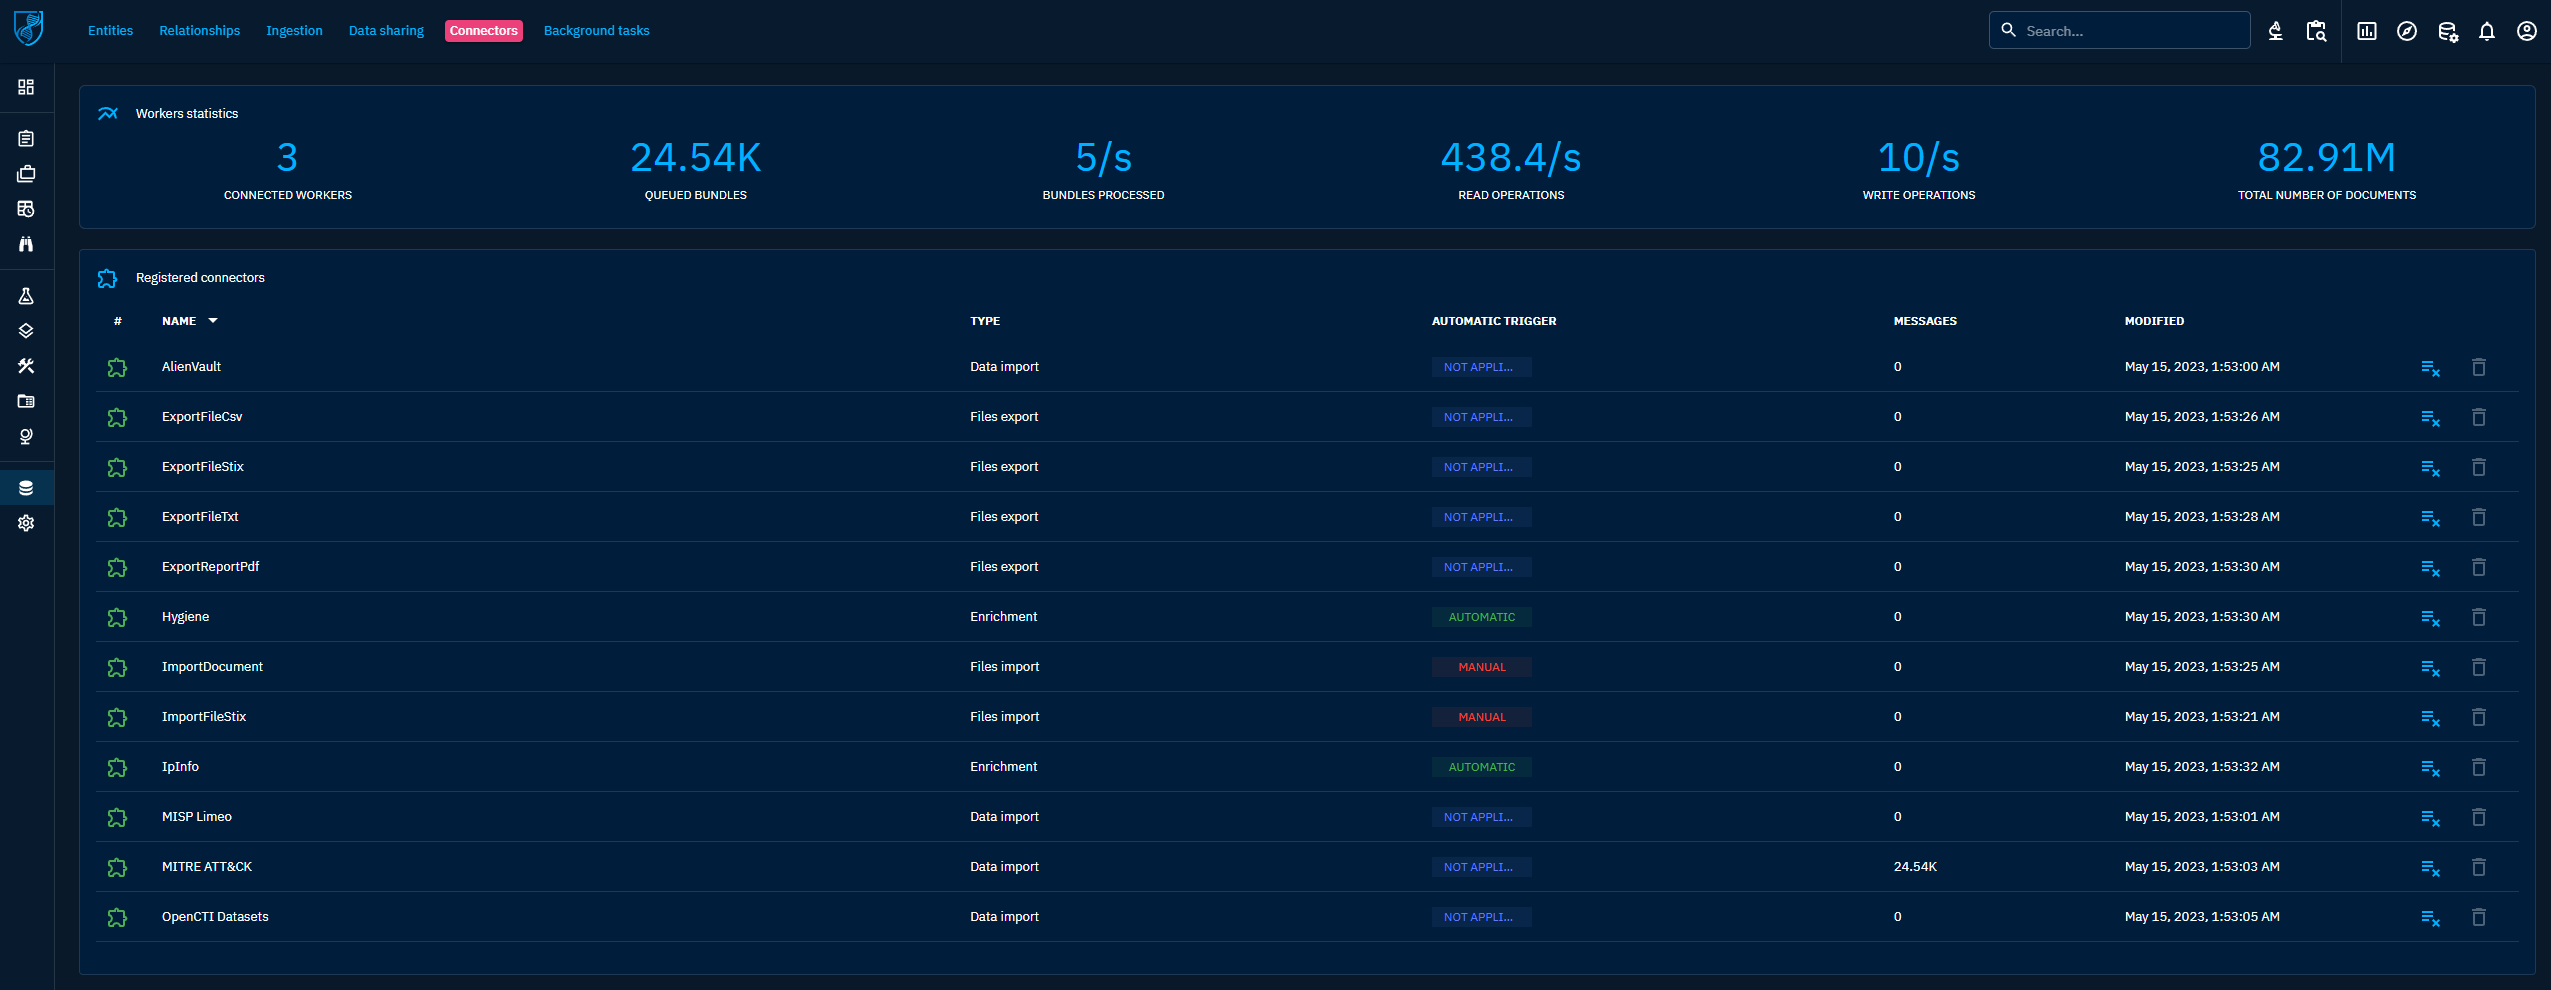 Entities Relationships Ingestion Data sharing Connectors Background tasks Search...
Workers statistics
3 24.54K 5/s 438.4/s 10/s 82.91M
CONNECTED WORKERS QUEUED BUNDLES BUNDLES PROCESSED READ OPERATIONS WRITE OPERATIONS TOTAL NUMBER OF DOCUMENTS
Registered connectors
# NAME TYPE AUTOMATIC TRIGGER MESSAGES MODIFIED
AlienVault Data import NOT APPLI... 0 May 15, 2023, 1:53:00 AM
ExportFileCsv Files export NOT APPLI... 0 May 15, 2023, 1:53:26 AM
ExportFileStix Files export NOT APPLI... 0 May 15, 2023, 1:53:25 AM
ExportFileTxt Files export NOT APPLI... 0 May 15, 2023, 1:53:28 AM
ExportReportPdf Files export NOT APPLI... 0 May 15, 2023, 1:53:30 AM
Hygiene Enrichment AUTOMATIC 0 May 15, 2023, 1:53:30 AM
ImportDocument Files import MANUAL 0 May 15, 2023, 1:53:25 AM
ImportFileStix Files import MANUAL 0 May 15, 2023, 1:53:21 AM
IpInfo Enrichment AUTOMATIC 0 May 15, 2023, 1:53:32 AM
MISP Limeo Data import NOT APPLI... 0 May 15, 2023, 1:53:01 AM
MITRE ATT&CK Data import NOT APPLI... 24.54K May 15, 2023, 1:53:03 AM
OpenCTI Datasets Data import NOT APPLI... 0 May 15, 2023, 1:53:05 AM